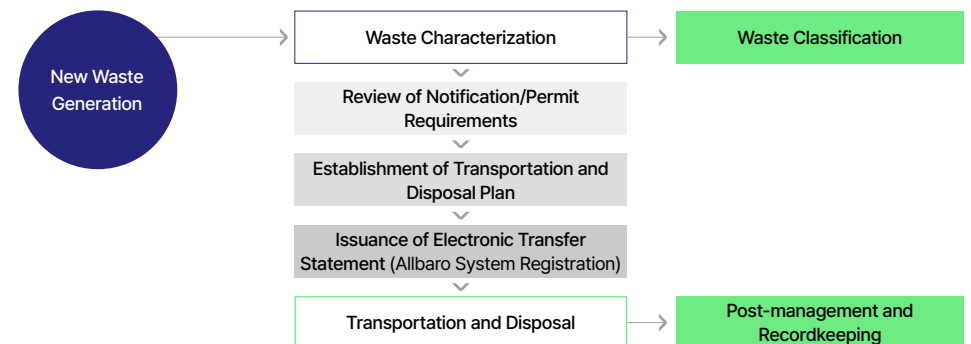 New Waste
Generation
Waste Characterization
Waste Classification
Review of Notification/Permit
Requirements
Establishment of Transportation and
Disposal Plan
Issuance of Electronic Transfer
Statement (Allbaro System Registration)
Transportation and Disposal
Post-management and
Recordkeeping